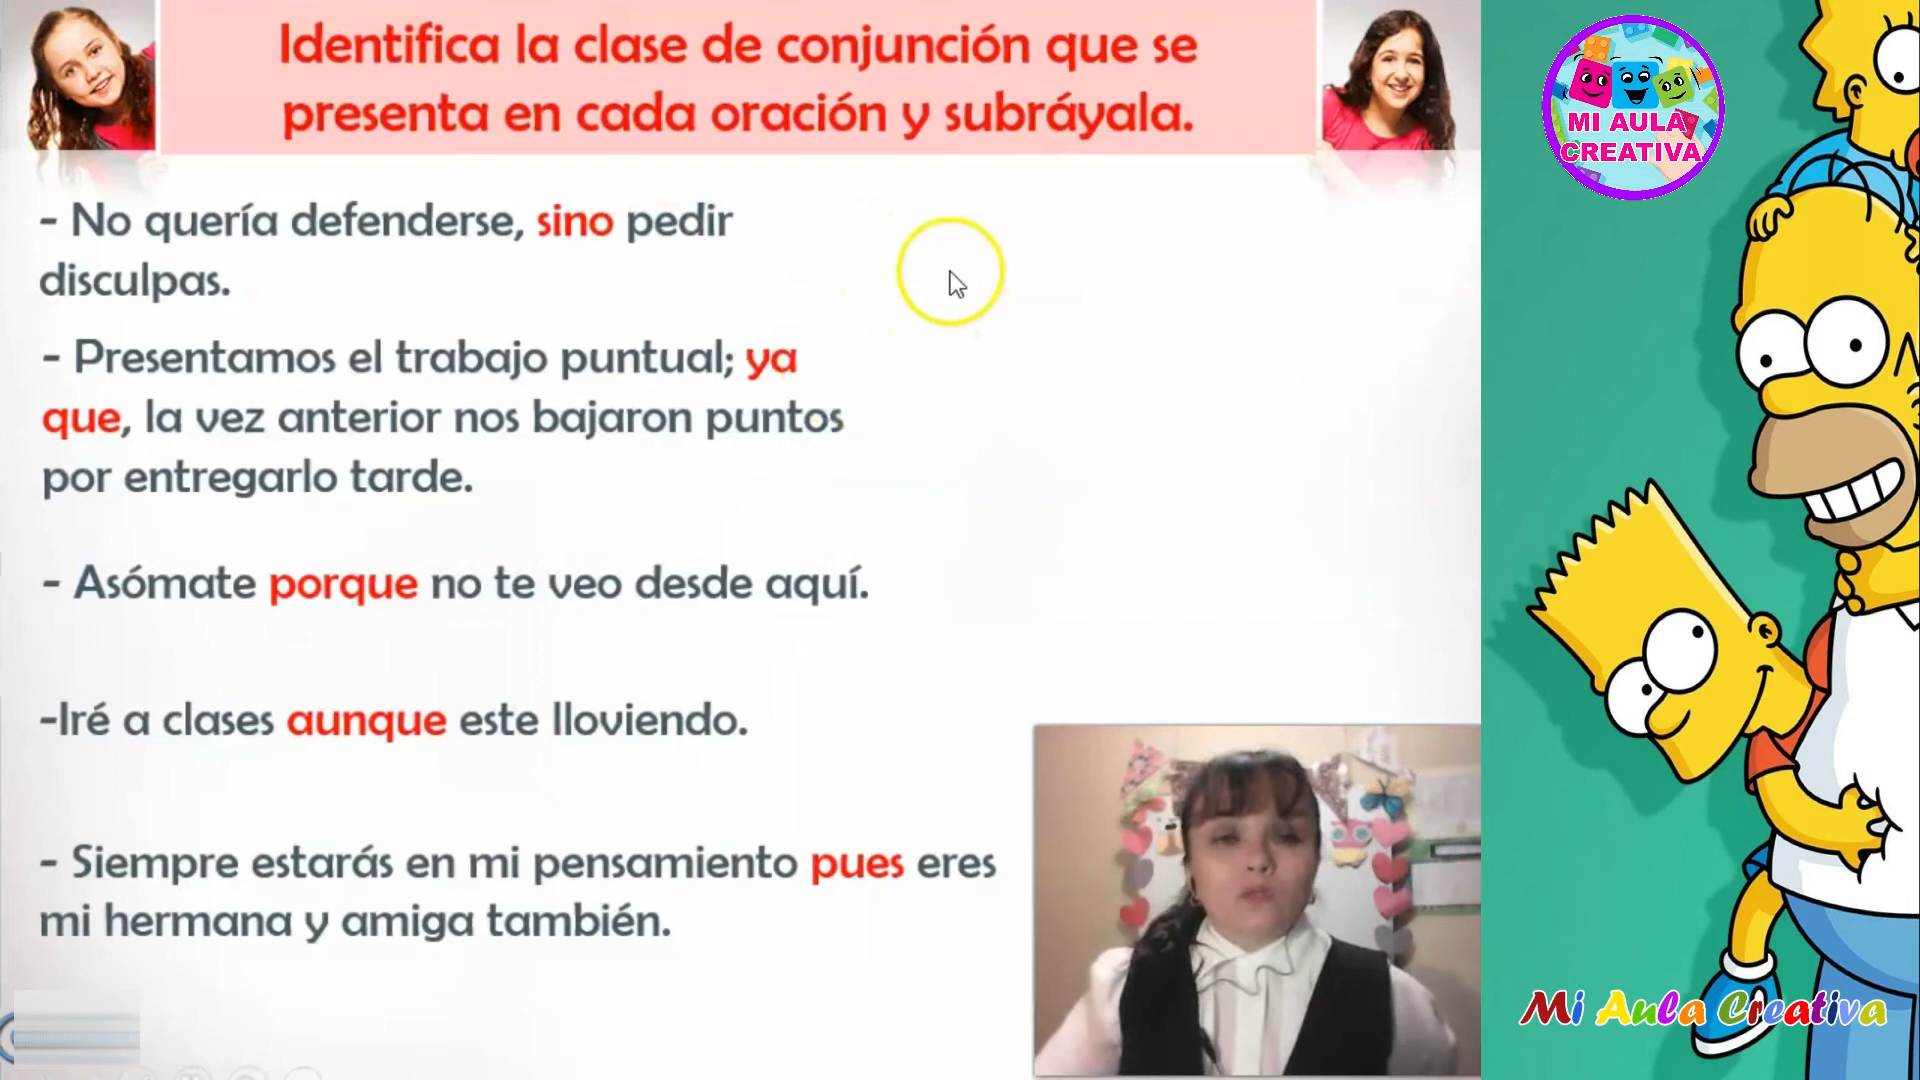 Identifica la clase de conjunción que se
presenta en cada oración y subráyala.
MI AULA
CREATIVA
- No quería defenderse, sino pedir
disculpas.
- Presentamos el trabajo puntual; ya
que, la vez anterior nos bajaron puntos
por entregarlo tarde.
- Asómate porque no te veo desde aquí.
-Iré a clases aunque este lloviendo.
- Siempre estarás en mi pensamiento pues eres
mi hermana y amiga también.
Mi Aula Creativa